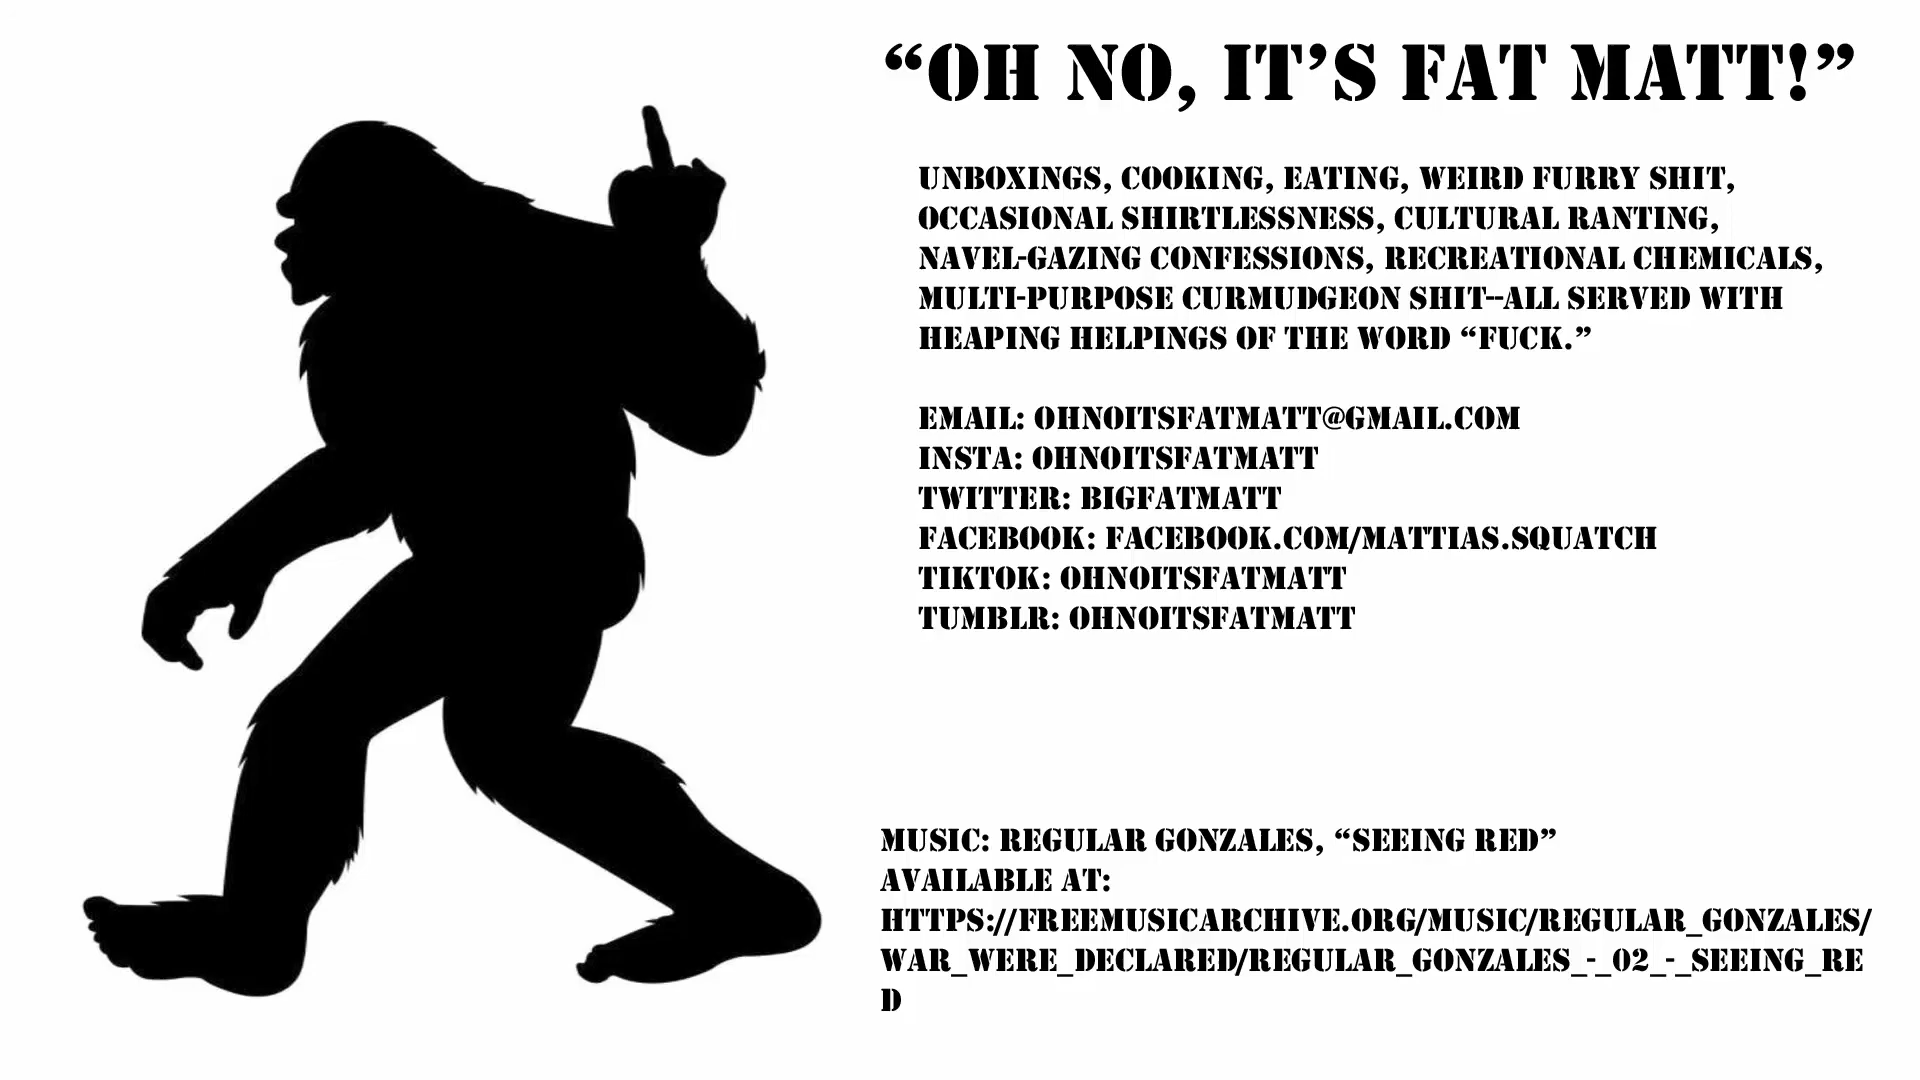 “OH NO, IT’S FAT MATT!”
UNBOXINGS, COOKING, EATING, WEIRD FURRY SHIT,
OCCASIONAL SHIRTLESSNESS, CULTURAL RANTING,
NAVEL-GAZING CONFESSIONS, RECREATIONAL CHEMICALS,
MULTI-PURPOSE CURMUDGEON SHIT--ALL SERVED WITH
HEAPING HELPINGS OF THE WORD “FUCK.”
EMAIL: OHNOITSFATMATT@GMAIL.COM
INSTA: OHNOITSFATMATT
TWITTER: BIGFATMATT
FACEBOOK: FACEBOOK.COM/MATTIAS.SQUATCH
TIKTOK: OHNOITSFATMATT
TUMBLR: OHNOITSFATMATT
MUSIC: REGULAR GONZALES, “SEEING RED”
AVAILABLE AT:
HTTPS://FREEMUSICARCHIVE.ORG/MUSIC/REGULAR_GONZALES/
WAR_WERE_DECLARED/REGULAR_GONZALES_-_02_-_SEEING_RE
D